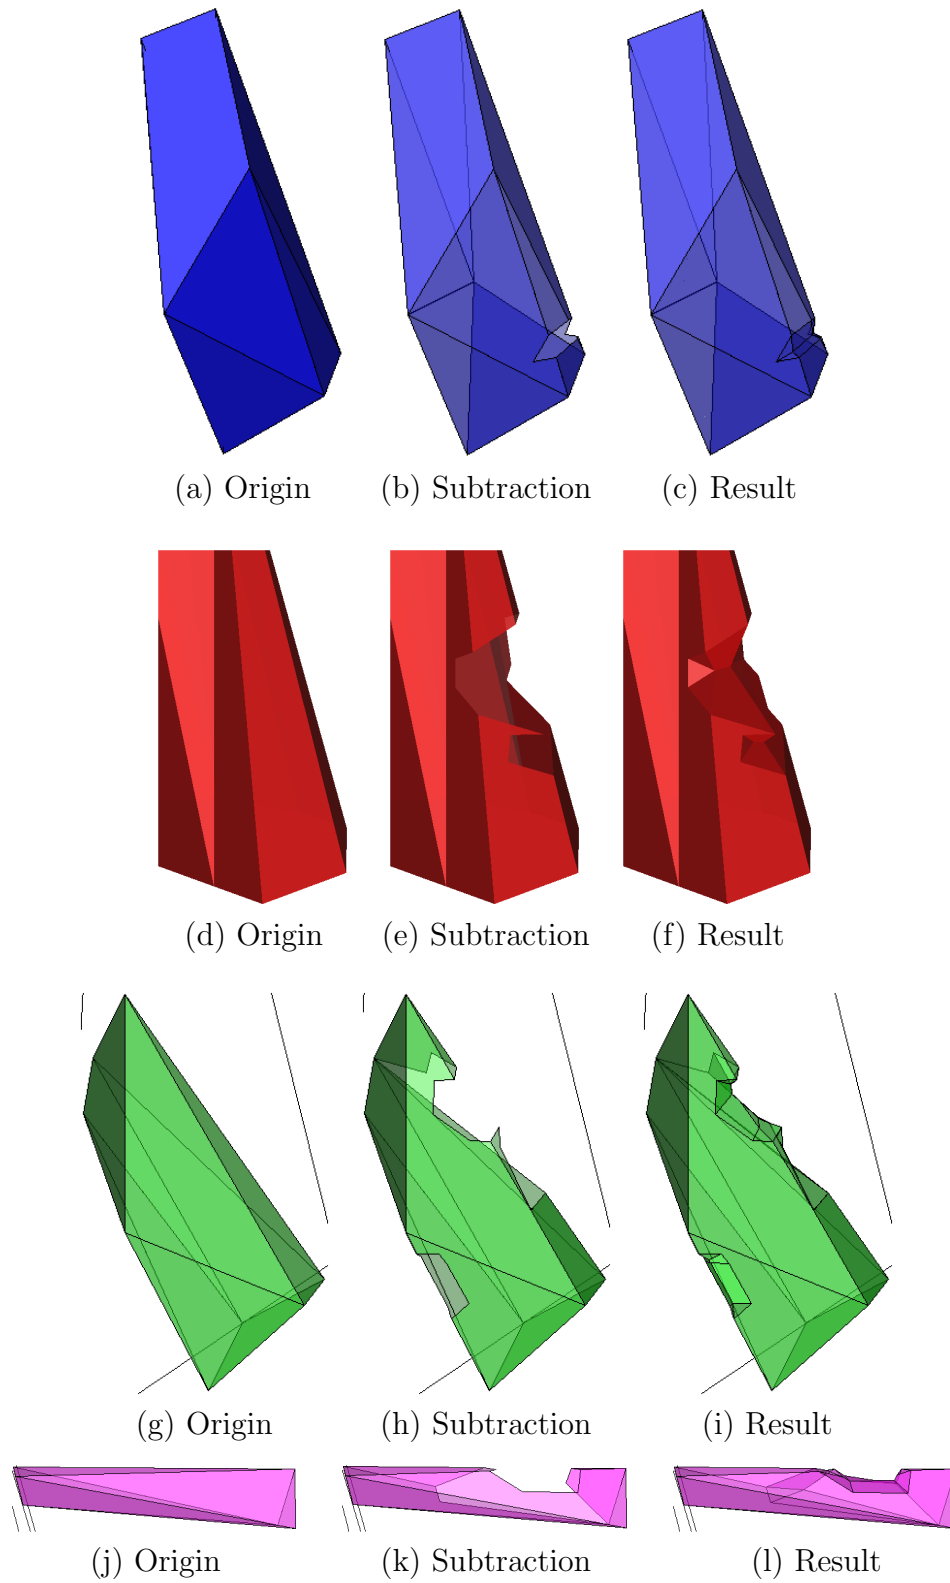 (a) Origin (b) Subtraction (c) Result
(d) Origin (e) Subtraction (f) Result
(g) Origin (h) Subtraction (i) Result
(j) Origin (k) Subtraction (l) Result